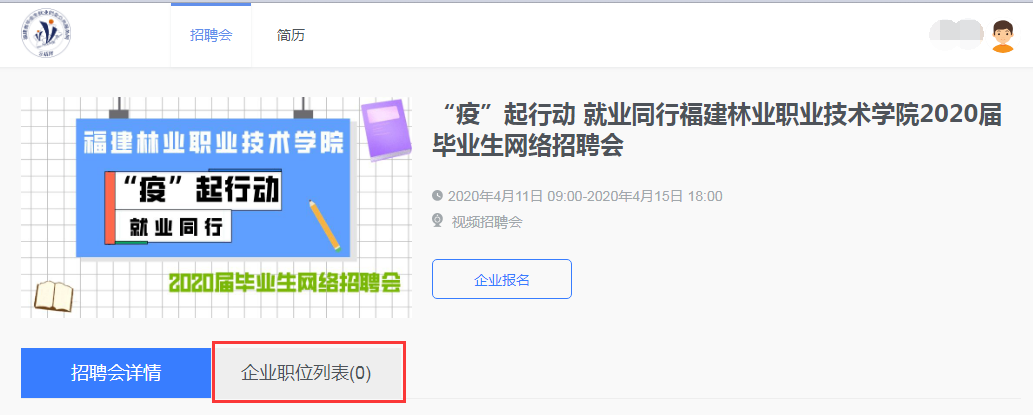 招聘会
简历
福建林业职业技术学院
“疫”起行动
就业同行
2020届毕业生网络招聘会
“疫”起行动 就业同行福建林业职业技术学院2020届
毕业生网络招聘会
2020年4月11日 09:00-2020年4月15日 18:00
视频招聘会
企业报名
招聘会详情
企业职位列表(0)